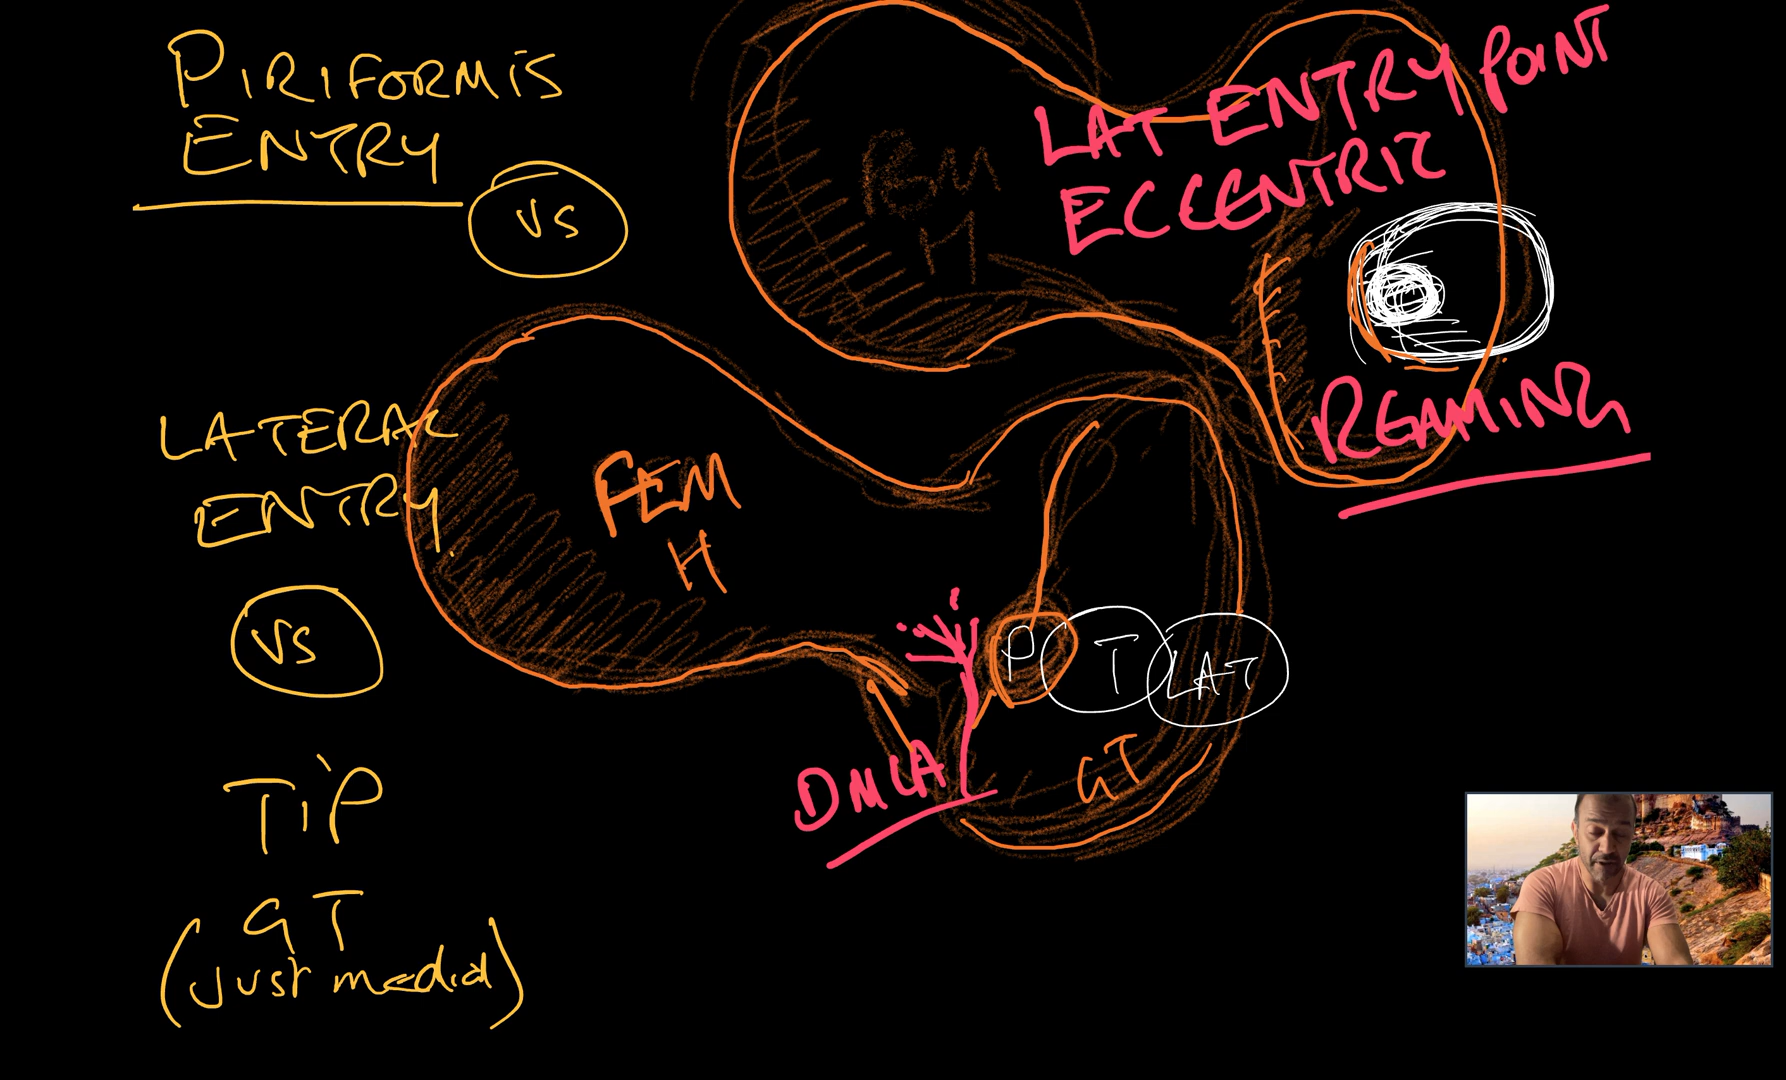 PIRIFORMIS
ENTRY
VS
LATERAL
ENTRY.
VS
TIP
GT
(just medial)
FEM
H
LAT ENTRY POINT
ECCENTRIC
REAMING
FEM
H
P
T
LAT
GT
DMCA